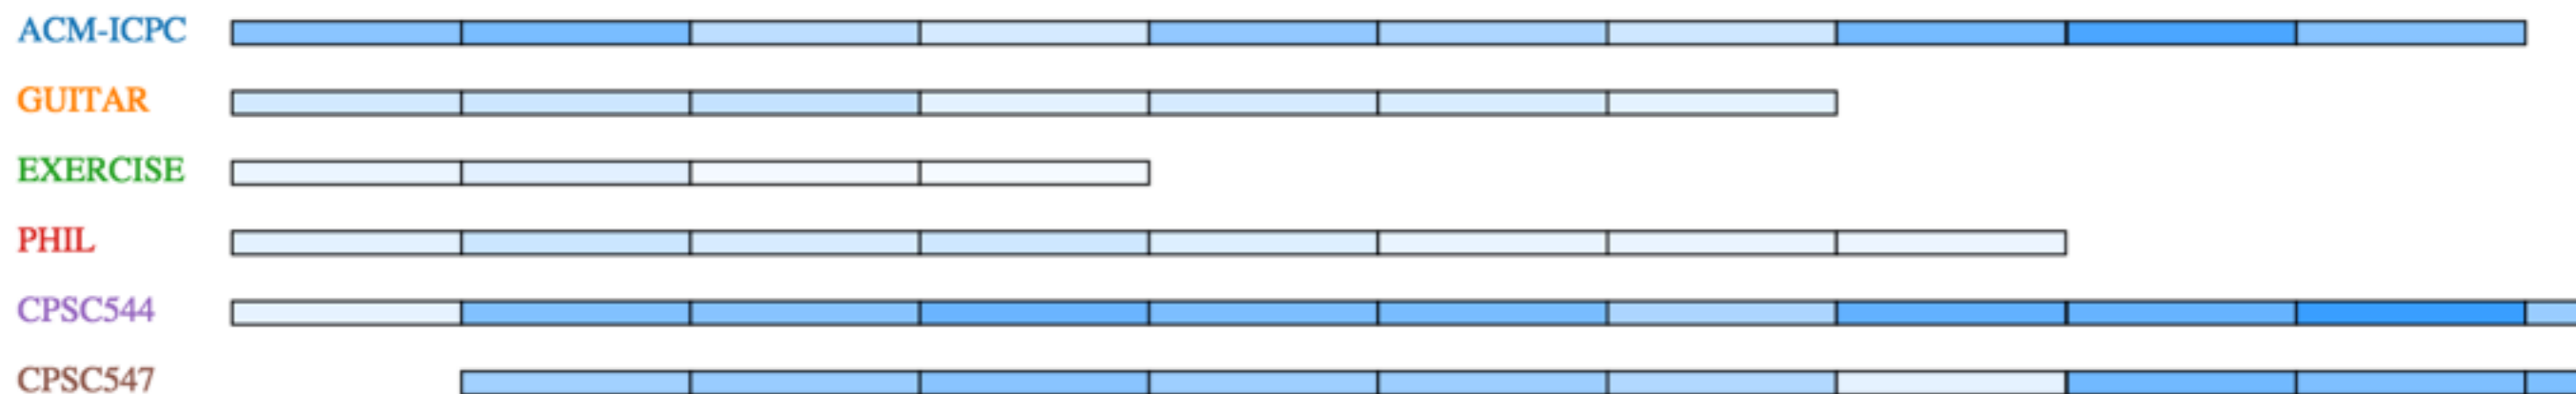 ACM-ICPC
GUITAR
EXERCISE
PHIL
CPSC544
CPSC547